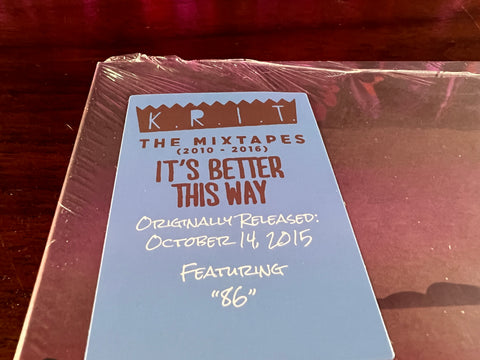 K.R.I.T.
THE MIXTAPES
(2010 - 2016)
IT'S BETTER
THIS WAY
ORIGINALLY RELEASED:
OCTOBER 14, 2015
FEATURING
"86"